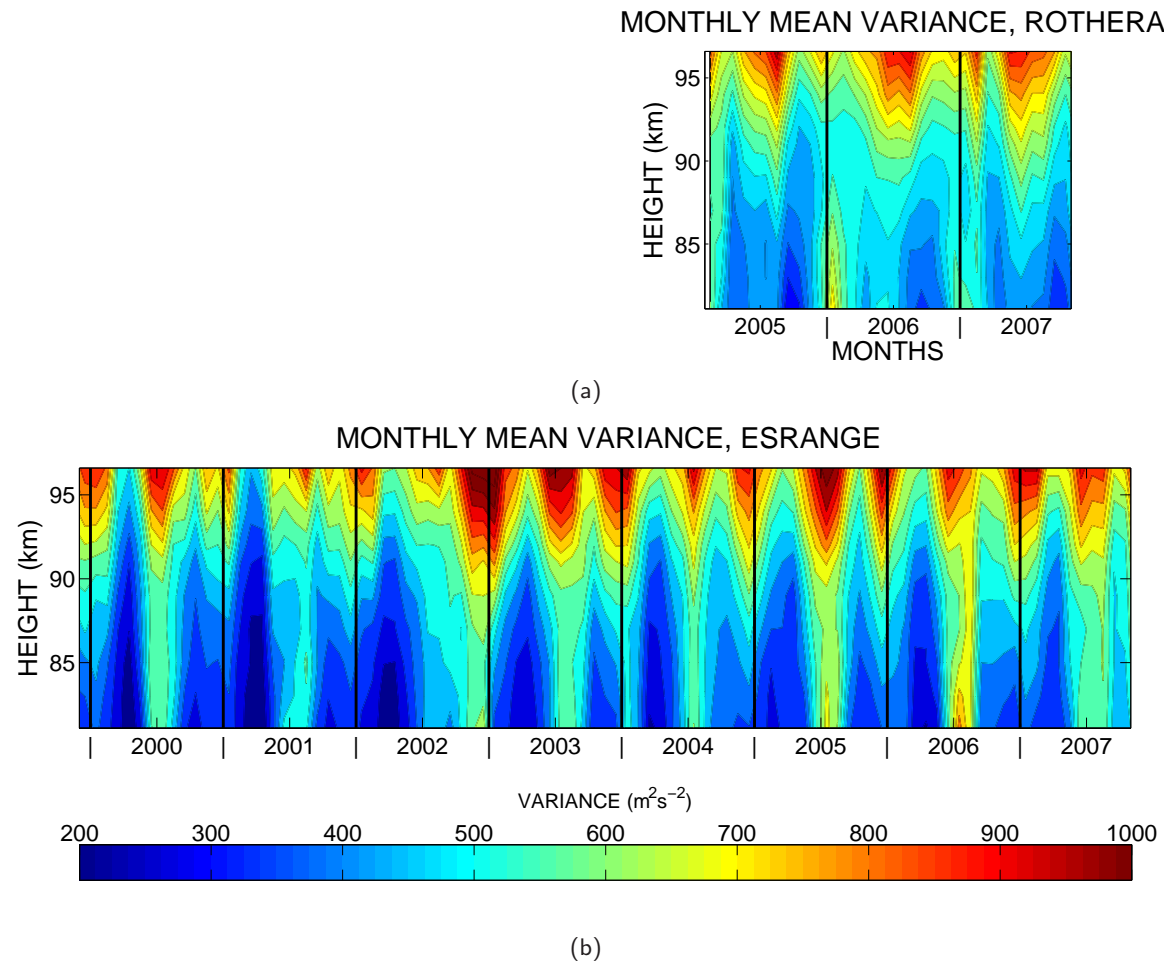 MONTHLY MEAN VARIANCE, ROTHERA
95
90
85
HEIGHT (km)
2005 | 2006 | 2007
MONTHS
(a)
MONTHLY MEAN VARIANCE, ESRANGE
95
90
85
HEIGHT (km)
| 2000 | 2001 | 2002 | 2003 | 2004 | 2005 | 2006 | 2007
VARIANCE (m²s⁻²)
200 300 400 500 600 700 800 900 1000
(b)